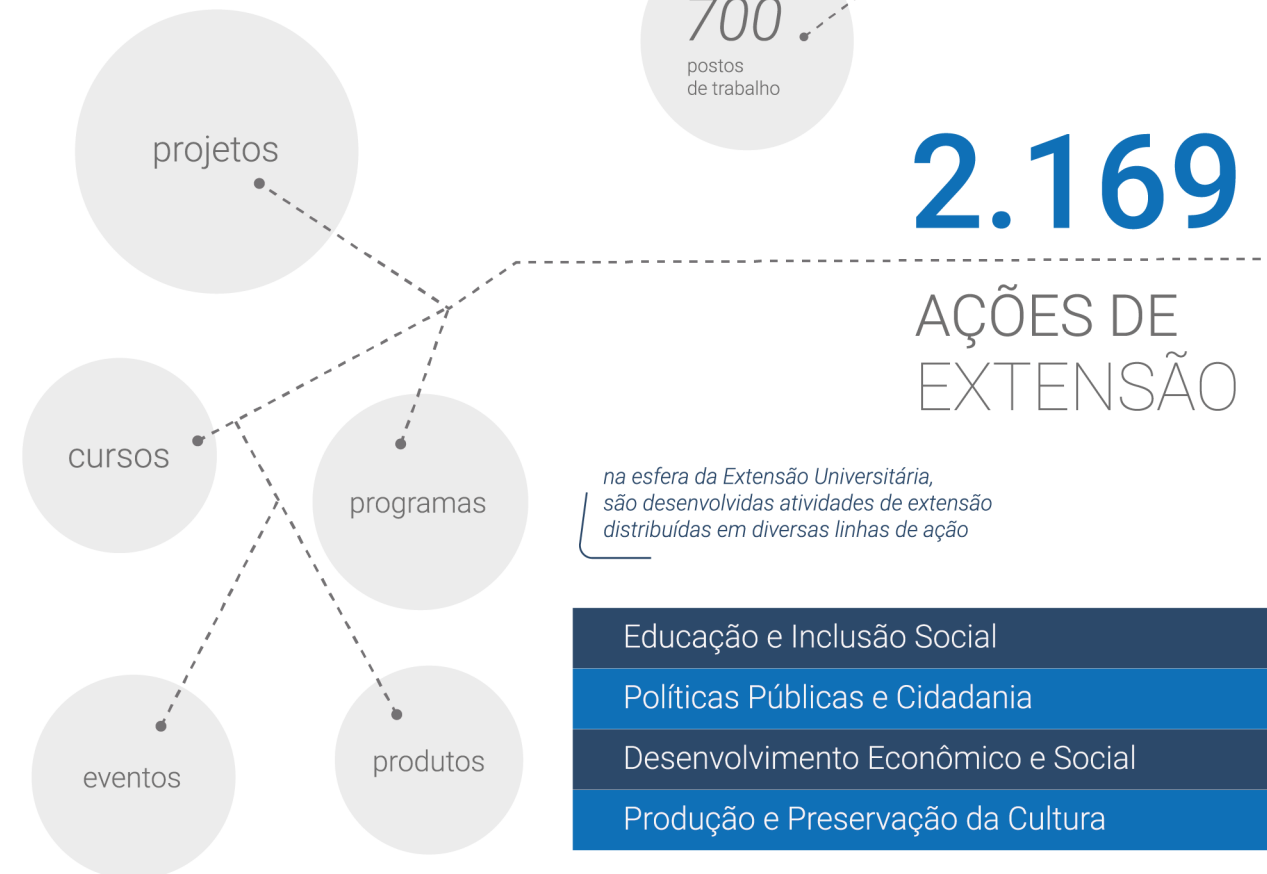 700
postos
de trabalho
projetos
2.169
AÇÕES DE
EXTENSÃO
cursos
programas
na esfera da Extensão Universitária,
são desenvolvidas atividades de extensão
distribuídas em diversas linhas de ação
Educação e Inclusão Social
Políticas Públicas e Cidadania
Desenvolvimento Econômico e Social
Produção e Preservação da Cultura
eventos
produtos